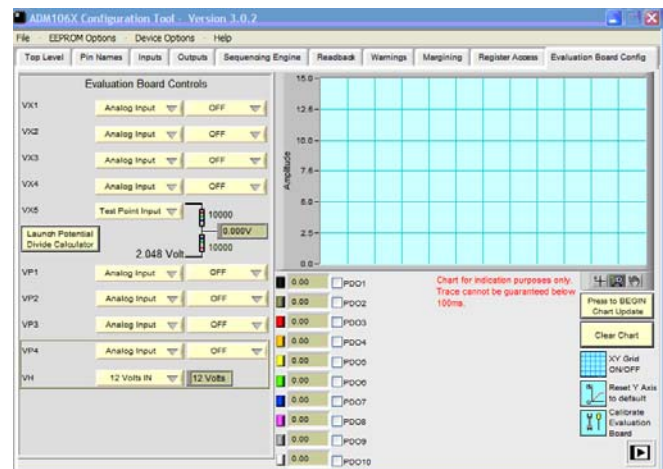 ADM106X Configuration Tool - Version 3.0.2
File EEPROM Options Device Options Help
Top Level Pin Names Inputs Outputs Sequencing Engine Readback Warnings Margining Register Access Evaluation Board Config
Evaluation Board Controls
VX1 Analog Input OFF
VX2 Analog Input OFF
VX3 Analog Input OFF
VX4 Analog Input OFF
VX5 Test Point Input 10000
0.000V
Launch Potential
Divide Calculator
10000
2.048 Volt
VP1 Analog Input OFF
VP2 Analog Input OFF
VP3 Analog Input OFF
VP4 Analog Input OFF
VH 12 Volts IN 12 Volts
Amplitude
15.0
12.5
10.0
7.5
5.0
2.5
0.0
0.00 PDO1
0.00 PDO2
0.00 PDO3
0.00 PDO4
0.00 PDO5
0.00 PDO6
0.00 PDO7
0.00 PDO8
0.00 PDO9
0.00 PDO10
Chart for indication purposes only.
Trace cannot be guaranteed below
100ms.
Press to BEGIN
Chart Update
Clear Chart
XY Grid
ON/OFF
Reset Y Axis
to default
Calibrate
Evaluation
Board